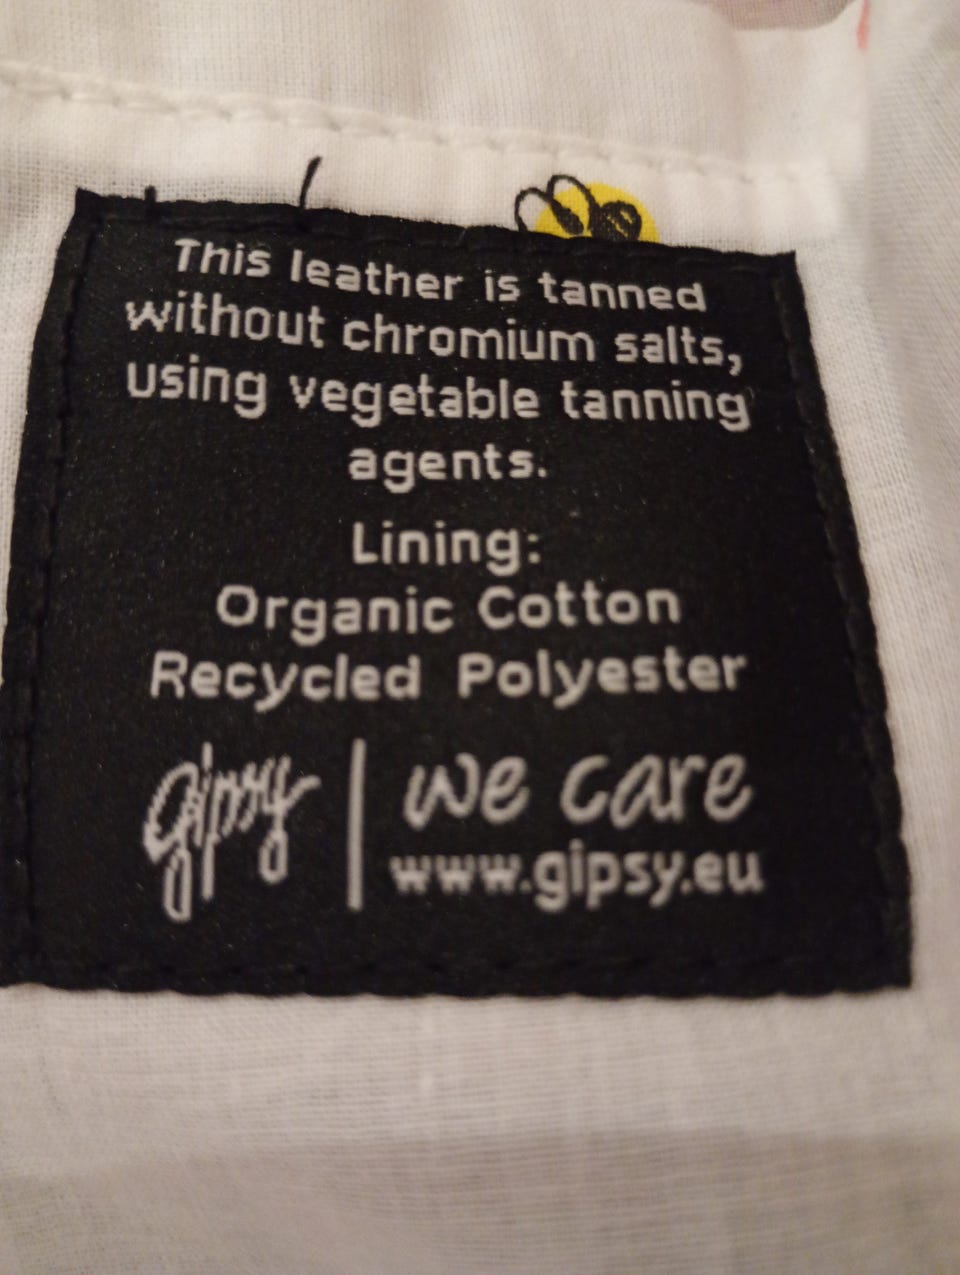 This leather is tanned
without chromium salts,
using vegetable tanning
agents.
Lining:
Organic Cotton
Recycled Polyester
gipsy | we care
www.gipsy.eu